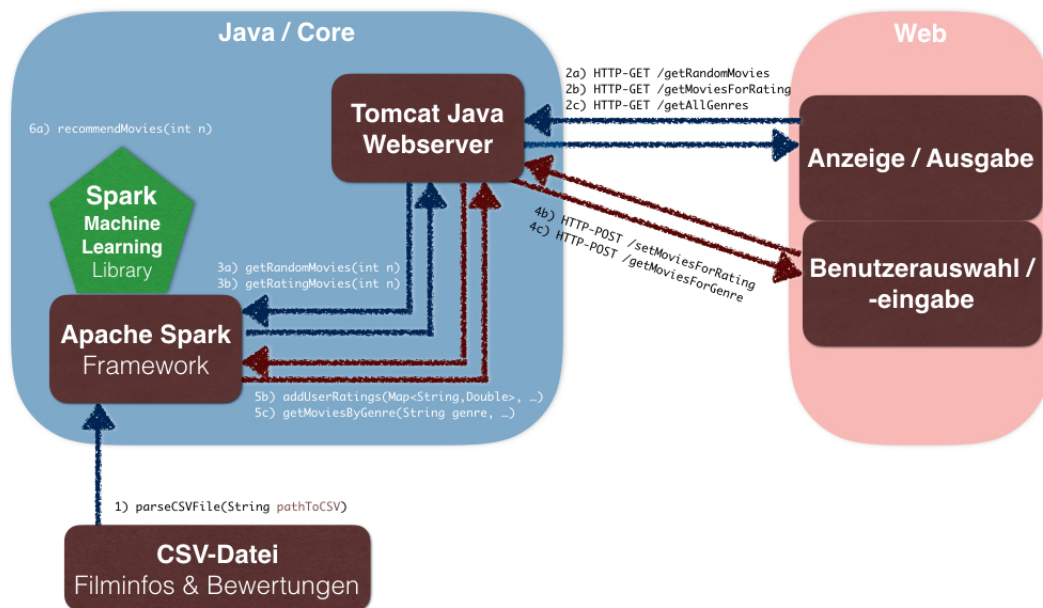 Java / Core
Web
2a) HTTP-GET /getRandomMovies
2b) HTTP-GET /getMoviesForRating
2c) HTTP-GET /getAllGenres
Tomcat Java
Webserver
6a) recommendMovies(int n)
Anzeige / Ausgabe
Spark
Machine
Learning
Library
4b) HTTP-POST /setMoviesForRating
4c) HTTP-POST /getMoviesForGenre
3a) getRandomMovies(int n)
3b) getRatingMovies(int n)
Benutzerauswahl /
-eingabe
Apache Spark
Framework
5b) addUserRatings(Map<String,Double>, …)
5c) getMoviesByGenre(String genre, …)
1) parseCSVFile(String pathToCSV)
CSV-Datei
Filminfos & Bewertungen